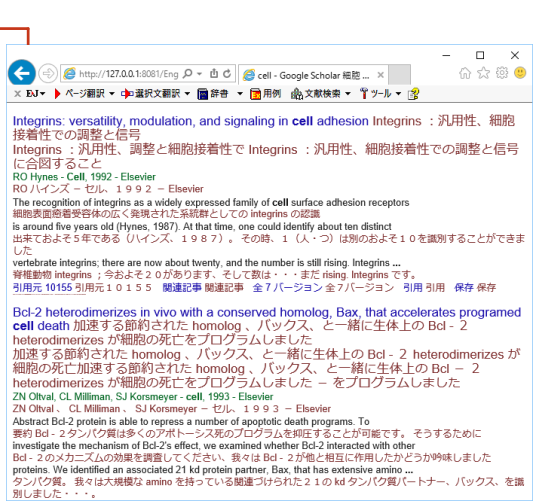 http://127.0.0.1:8081/Eng
cell - Google Scholar 細胞 ...
× EtoJ ページ翻訳 選択文翻訳 辞書 用例 文献検索 ツール
Integrins: versatility, modulation, and signaling in cell adhesion Integrins ：汎用性、細胞
接着性での調整と信号
Integrins ：汎用性、調整と細胞接着性で Integrins ：汎用性、調整と細胞接着性での調整と信号
に合図すること
RO Hynes - Cell, 1992 - Elsevier
RO ハインズ − セル、１９９２ − Elsevier
The recognition of integrins as a widely expressed family of cell surface adhesion receptors
細胞表面癒着受容体の広く発現された系統群としての integrins の認識
is around five years old (Hynes, 1987). At that time, one could identify about ten distinct
出来ておよそ５年である（ハインズ、１９８７）。 その時、１（人・つ）は別のおよそ１０を識別することができま
した
vertebrate integrins; there are now about twenty, and the number is still rising. Integrins ...
脊椎動物 integrins ；今およそ２０があります、そして数は・・・まだ rising. Integrins です。
引用元 10155 引用元１０１５５ 関連記事 関連記事 全 7 バージョン 全７バージョン 引用 引用 保存 保存
Bcl-2 heterodimerizes in vivo with a conserved homolog, Bax, that accelerates programed
cell death 加速する節約された homolog 、バックス、と一緒に生体上の Bcl - ２
heterodimerizes が細胞の死亡をプログラムしました
加速する節約された homolog 、バックス、と一緒に生体上の Bcl - ２ heterodimerizes が
細胞の死亡加速する節約された homolog 、バックス、と一緒に生体上の Bcl − ２
heterodimerizes が細胞の死亡をプログラムしました − をプログラムしました
ZN Oltval, CL Milliman, SJ Korsmeyer - cell, 1993 - Elsevier
ZN Oltval 、 CL Milliman 、 SJ Korsmeyer − セル、１９９３ − Elsevier
Abstract Bcl-2 protein is able to repress a number of apoptotic death programs. To
要約 Bcl - ２タンパク質は多くのアポトーシス死のプログラムを抑圧することが可能です。 そうするために
investigate the mechanism of Bcl-2's effect, we examined whether Bcl-2 interacted with other
Bcl - ２のメカニズムの効果を調査してください、我々は Bcl - ２が他と相互に作用したかどうか吟味しました
proteins. We identified an associated 21 kd protein partner, Bax, that has extensive amino ...
タンパク質。 我々は大規模な amino を持っている関連づけられた２１の kd タンパク質パートナー、バックス、を識
別しました・・・。